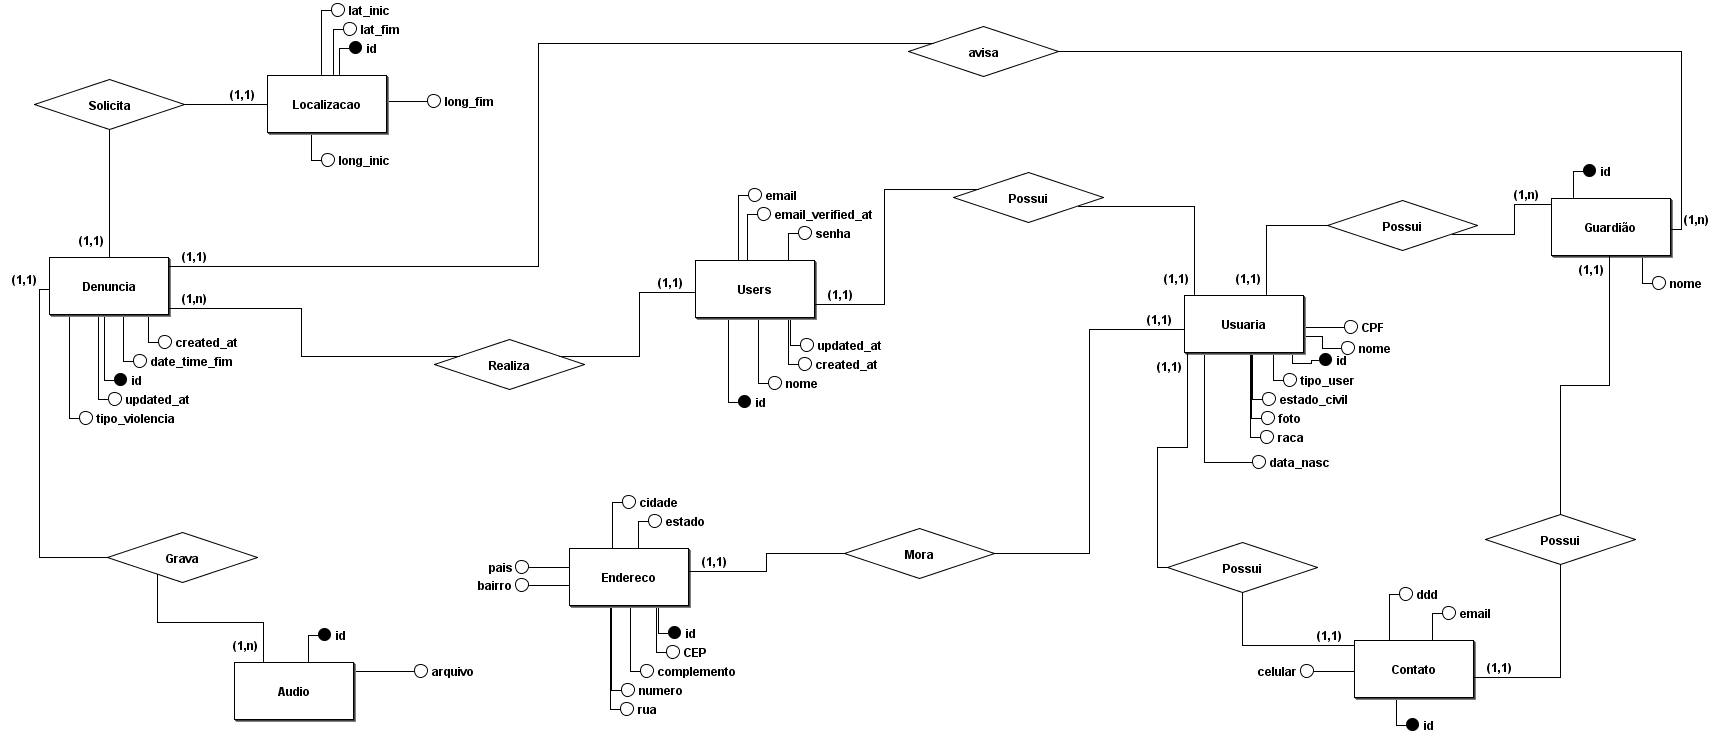 lat_inic
lat_fim
id
Solicita
(1,1)
Localizacao
long_fim
long_inic
avisa
(1,1)
(1,1)
(1,1)
Denuncia
(1,1)
(1,n)
created_at
date_time_fim
id
updated_at
tipo_violencia
Realiza
email
email_verified_at
senha
(1,1)
Users
(1,1)
updated_at
created_at
nome
id
Possui
(1,1)
(1,1)
Possui
(1,n)
id
Guardião
(1,n)
(1,1)
nome
(1,1)
Usuaria
(1,1)
CPF
nome
id
tipo_user
estado_civil
foto
raca
data_nasc
Grava
(1,n)
id
Audio
arquivo
cidade
estado
pais
bairro
Endereco
(1,1)
id
CEP
complemento
numero
rua
Mora
Possui
Possui
ddd
email
(1,1)
celular
Contato
(1,1)
id